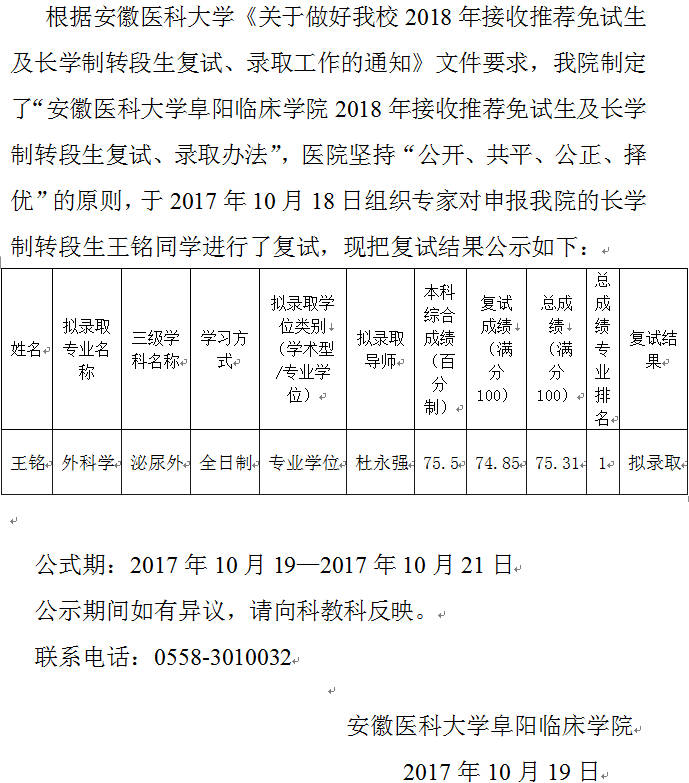 根据安徽医科大学《关于做好我校 2018 年接收推荐免试生
及长学制转段生复试、录取工作的通知》文件要求，我院制定
了“安徽医科大学阜阳临床学院 2018 年接收推荐免试生及长学
制转段生复试、录取办法”，医院坚持“公开、共平、公正、择
优”的原则，于 2017 年 10 月 18 日组织专家对申报我院的长学
制转段生王铭同学进行了复试，现把复试结果公示如下：
姓名
拟录取
专业名
称
三级学
科名称
学习方
式
拟录取学
位类别
（学术型
/专业学
位）
拟录取
导师
本科
综合
成绩
（百
分
制）
复试
成绩
（满
分
100）
总成
绩
（满
分
100）
总
成
绩
专
业
排
名
复试结
果
王铭 外科学 泌尿外 全日制 专业学位 杜永强 75.5 74.85 75.31 1 拟录取
公式期：2017 年 10 月 19—2017 年 10 月 21 日
公示期间如有异议，请向科教科反映。
联系电话：0558-3010032
安徽医科大学阜阳临床学院
2017 年 10 月 19 日